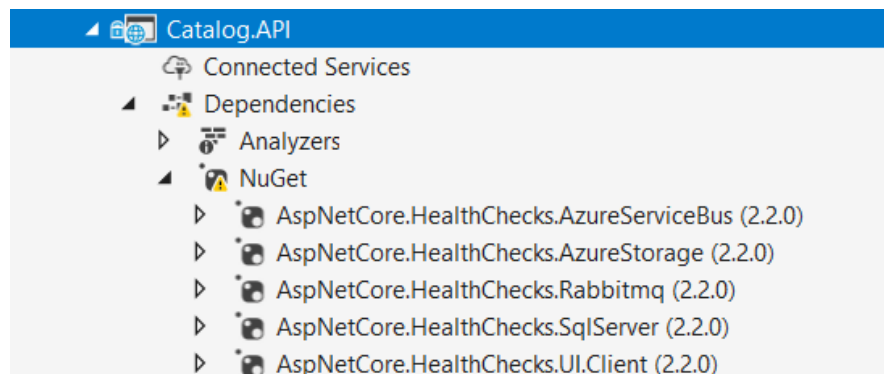 Catalog.API
Connected Services
Dependencies
Analyzers
NuGet
AspNetCore.HealthChecks.AzureServiceBus (2.2.0)
AspNetCore.HealthChecks.AzureStorage (2.2.0)
AspNetCore.HealthChecks.Rabbitmq (2.2.0)
AspNetCore.HealthChecks.SqlServer (2.2.0)
AspNetCore.HealthChecks.UI.Client (2.2.0)